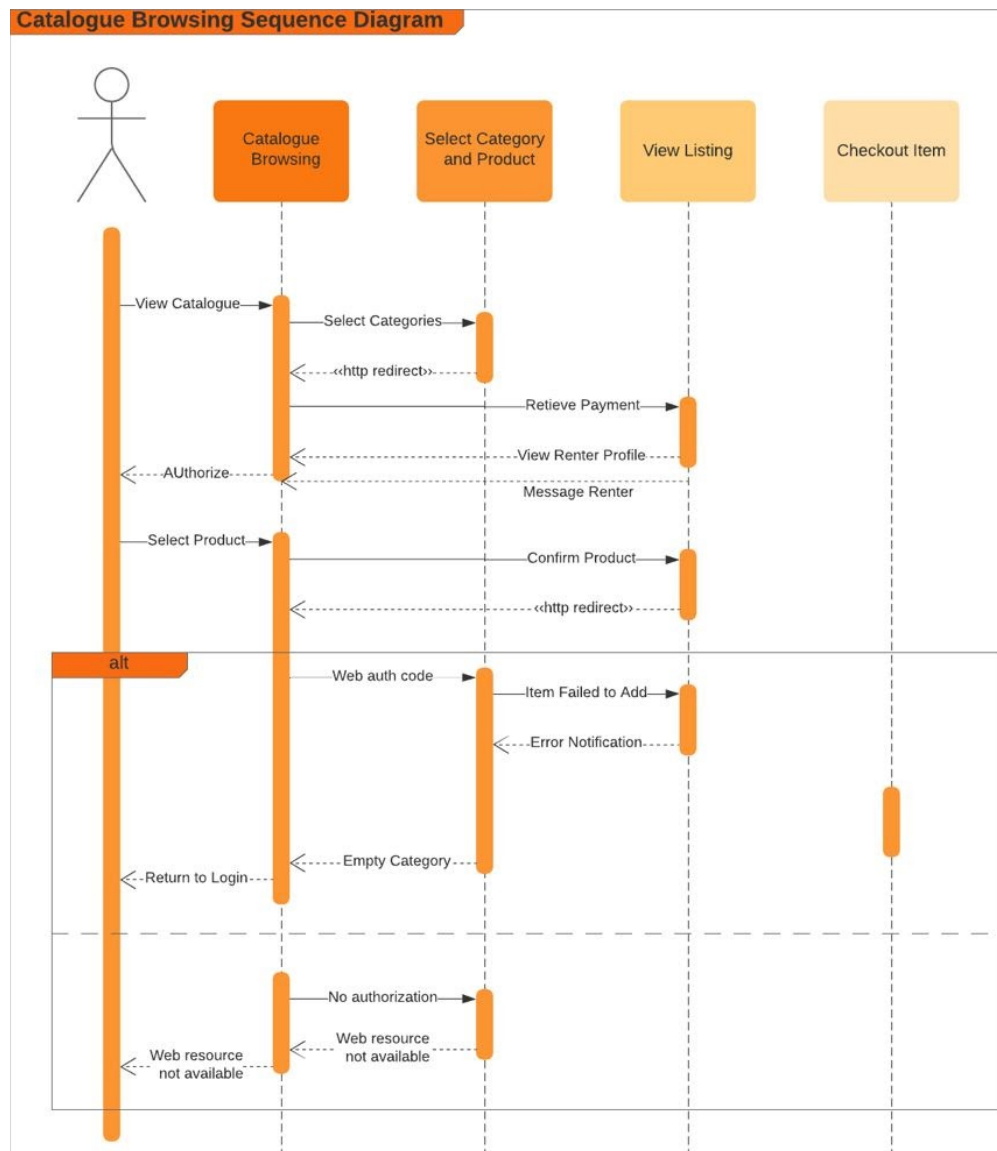 Catalogue Browsing Sequence Diagram
Catalogue
Browsing
Select Category
and Product
View Listing
Checkout Item
View Catalogue
Select Categories
‹‹http redirect››
Retieve Payment
View Renter Profile
AUthorize
Message Renter
Select Product
Confirm Product
‹‹http redirect››
alt
Web auth code
Item Failed to Add
Error Notification
Empty Category
Return to Login
No authorization
Web resource
not available
Web resource
not available